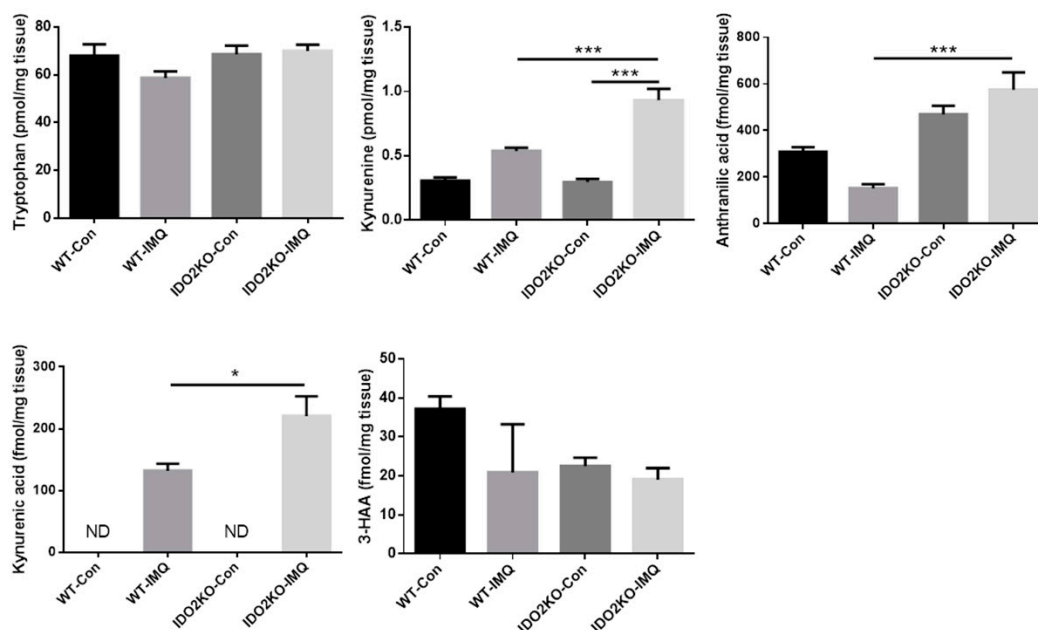 Tryptophan (pmol/mg tissue)
80
60
40
20
0
WT-Con
WT-IMQ
IDO2KO-Con
IDO2KO-IMQ
Kynurenine (pmol/mg tissue)
1.5
1.0
0.5
0.0
***
***
WT-Con
WT-IMQ
IDO2KO-Con
IDO2KO-IMQ
Anthranilic acid (fmol/mg tissue)
800
600
400
200
0
***
WT-Con
WT-IMQ
IDO2KO-Con
IDO2KO-IMQ
Kynurenic acid (fmol/mg tissue)
300
200
100
0
*
ND
ND
WT-Con
WT-IMQ
IDO2KO-Con
IDO2KO-IMQ
3-HAA (fmol/mg tissue)
50
40
30
20
10
0
WT-Con
WT-IMQ
IDO2KO-Con
IDO2KO-IMQ